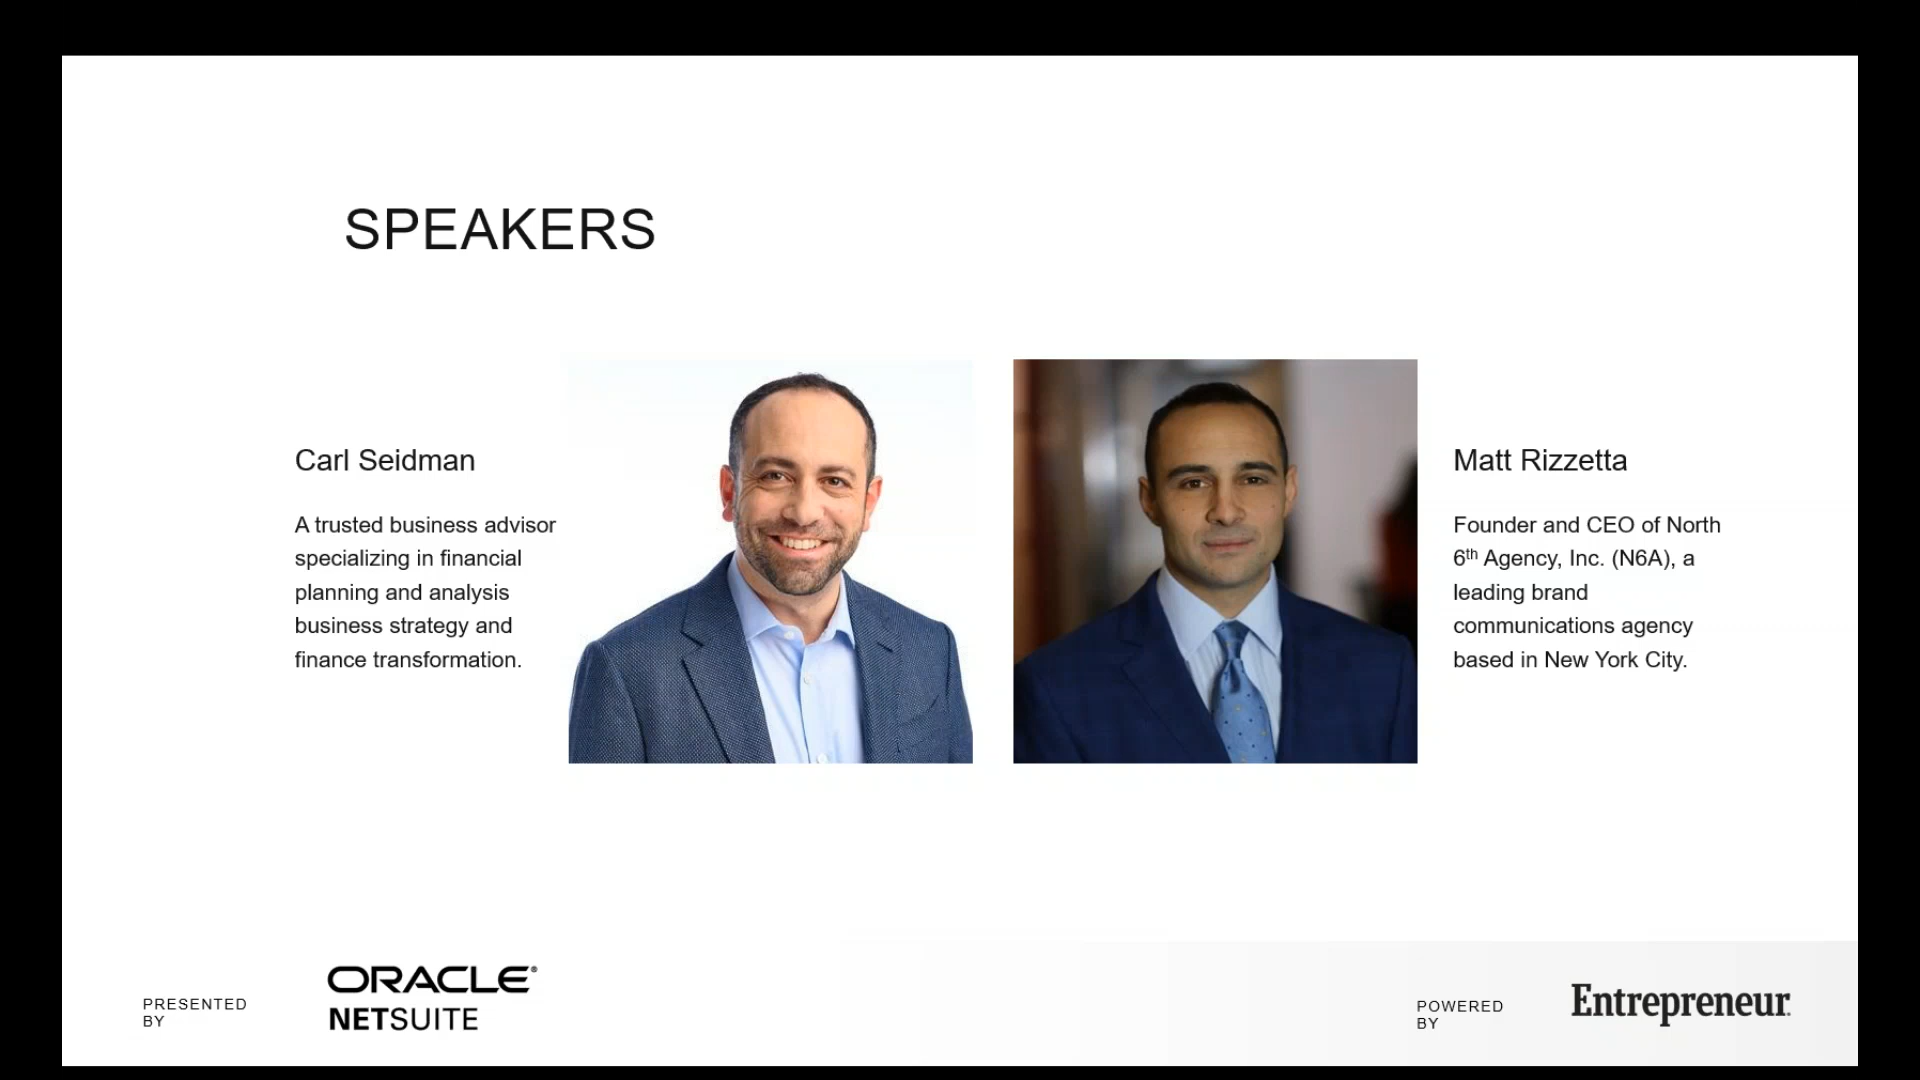 SPEAKERS
Carl Seidman
A trusted business advisor
specializing in financial
planning and analysis
business strategy and
finance transformation.
Matt Rizzetta
Founder and CEO of North
6th Agency, Inc. (N6A), a
leading brand
communications agency
based in New York City.
PRESENTED
BY
ORACLE®
NETSUITE
POWERED
BY
Entrepreneur